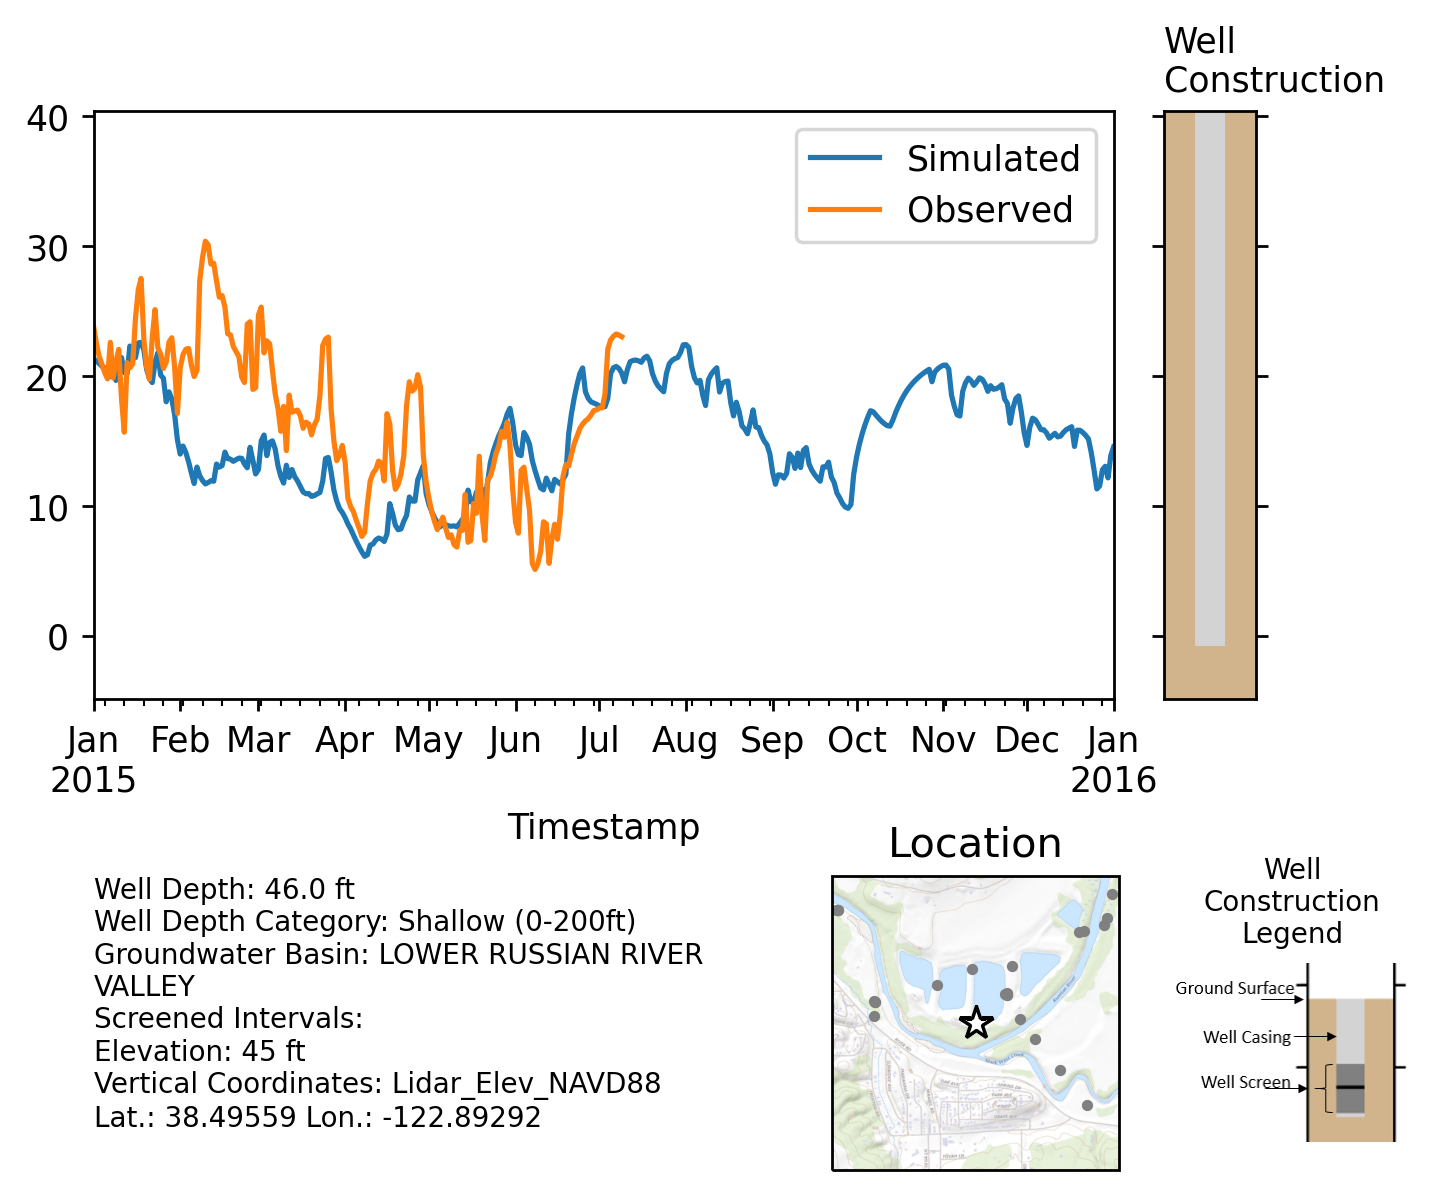 Well
Construction
40
30
20
10
0
Simulated
Observed
Jan Feb Mar Apr May Jun Jul Aug Sep Oct Nov Dec Jan
2015 2016
Timestamp
Well Depth: 46.0 ft
Well Depth Category: Shallow (0-200ft)
Groundwater Basin: LOWER RUSSIAN RIVER
VALLEY
Screened Intervals:
Elevation: 45 ft
Vertical Coordinates: Lidar_Elev_NAVD88
Lat.: 38.49559 Lon.: -122.89292
Location
Well
Construction
Legend
Ground Surface
Well Casing
Well Screen